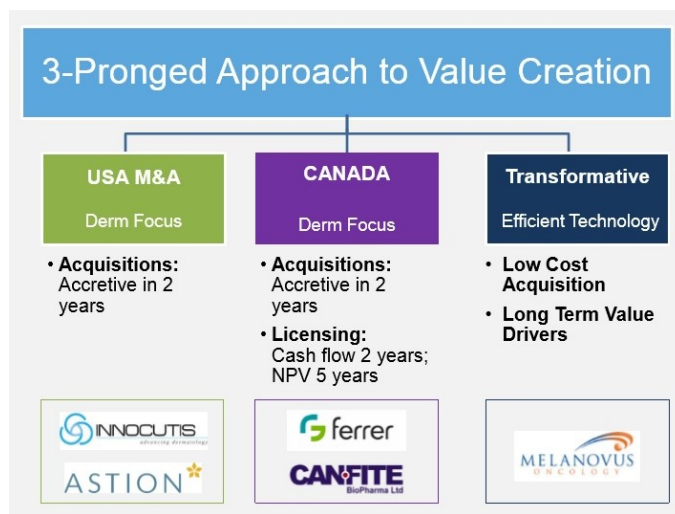 3-Pronged Approach to Value Creation
USA M&A
Derm Focus
• Acquisitions:
Accretive in 2
years
CANADA
Derm Focus
• Acquisitions:
Accretive in 2
years
• Licensing:
Cash flow 2 years;
NPV 5 years
Transformative
Efficient Technology
• Low Cost
Acquisition
• Long Term Value
Drivers
INNOCUTIS
advancing dermatology
ASTION
ferrer
CAN-FITE
BioPharma Ltd
MELANOVUS
ONCOLOGY